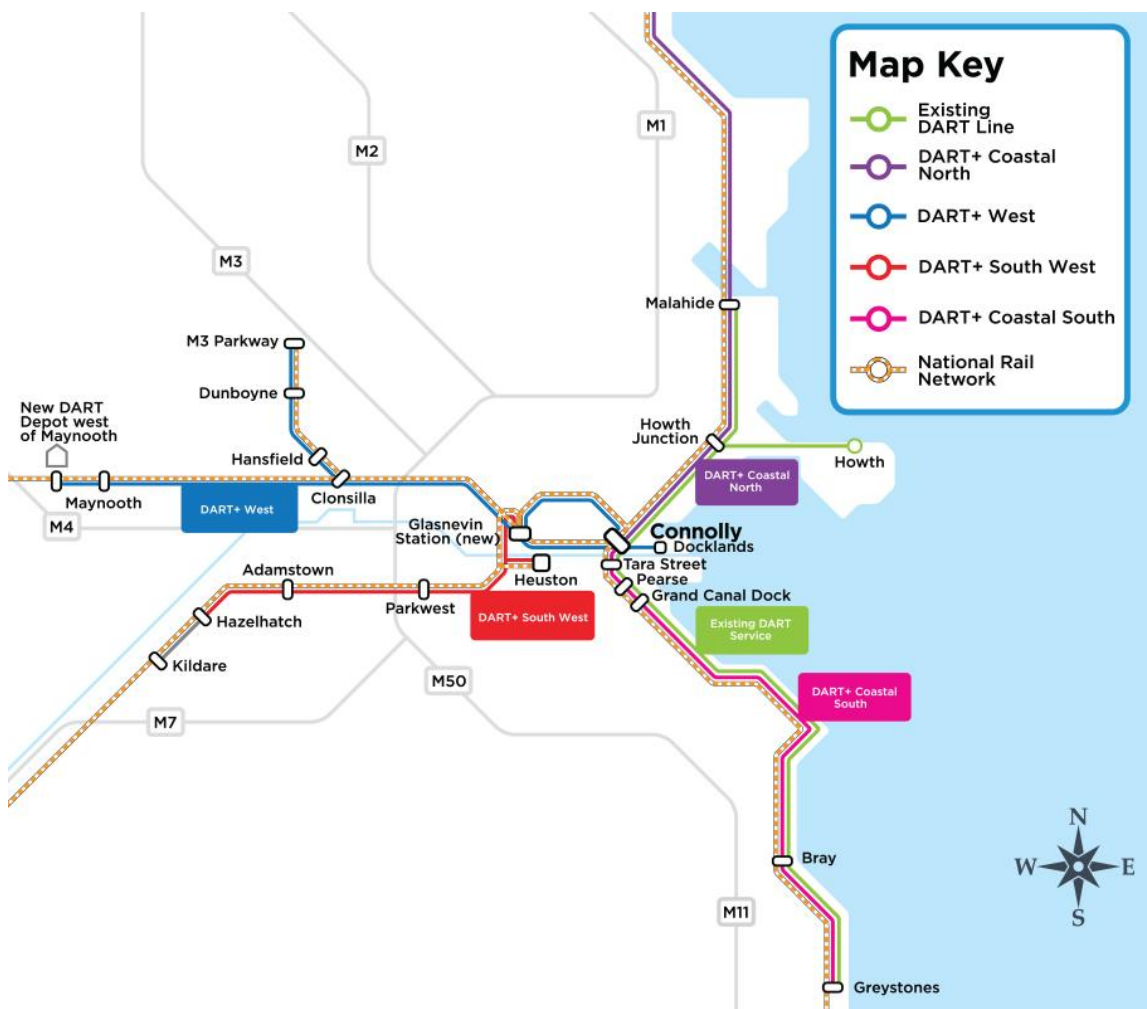 Map Key
Existing
DART Line
DART+ Coastal
North
DART+ West
DART+ South West
DART+ Coastal South
National Rail
Network
M1
M2
M3
Malahide
M3 Parkway
Dunboyne
New DART
Depot west
of Maynooth
Howth
Junction
Howth
Hansfield
Maynooth
Clonsilla
DART+ Coastal
North
DART+ West
M4
Glasnevin
Station (new)
Connolly
Docklands
Tara Street
Heuston
Pearse
Adamstown
Grand Canal Dock
Parkwest
Hazelhatch
DART+ South West
Existing DART
Service
Kildare
M50
DART+ Coastal
South
M7
Bray
N
W
E
S
M11
Greystones